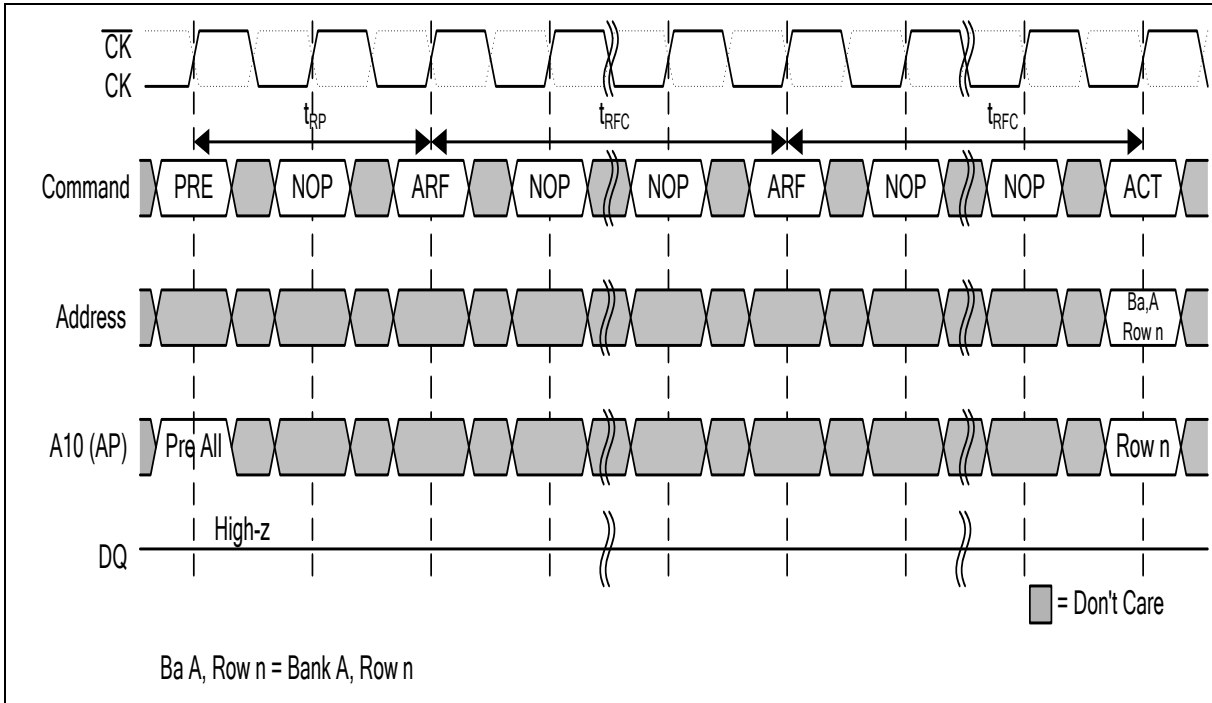 CK
CK
tRP tRFC tRFC
Command PRE NOP ARF NOP NOP ARF NOP NOP ACT
Address Ba,A
Row n
A10 (AP) Pre All Row n
High-z
DQ
= Don't Care
Ba A, Row n = Bank A, Row n